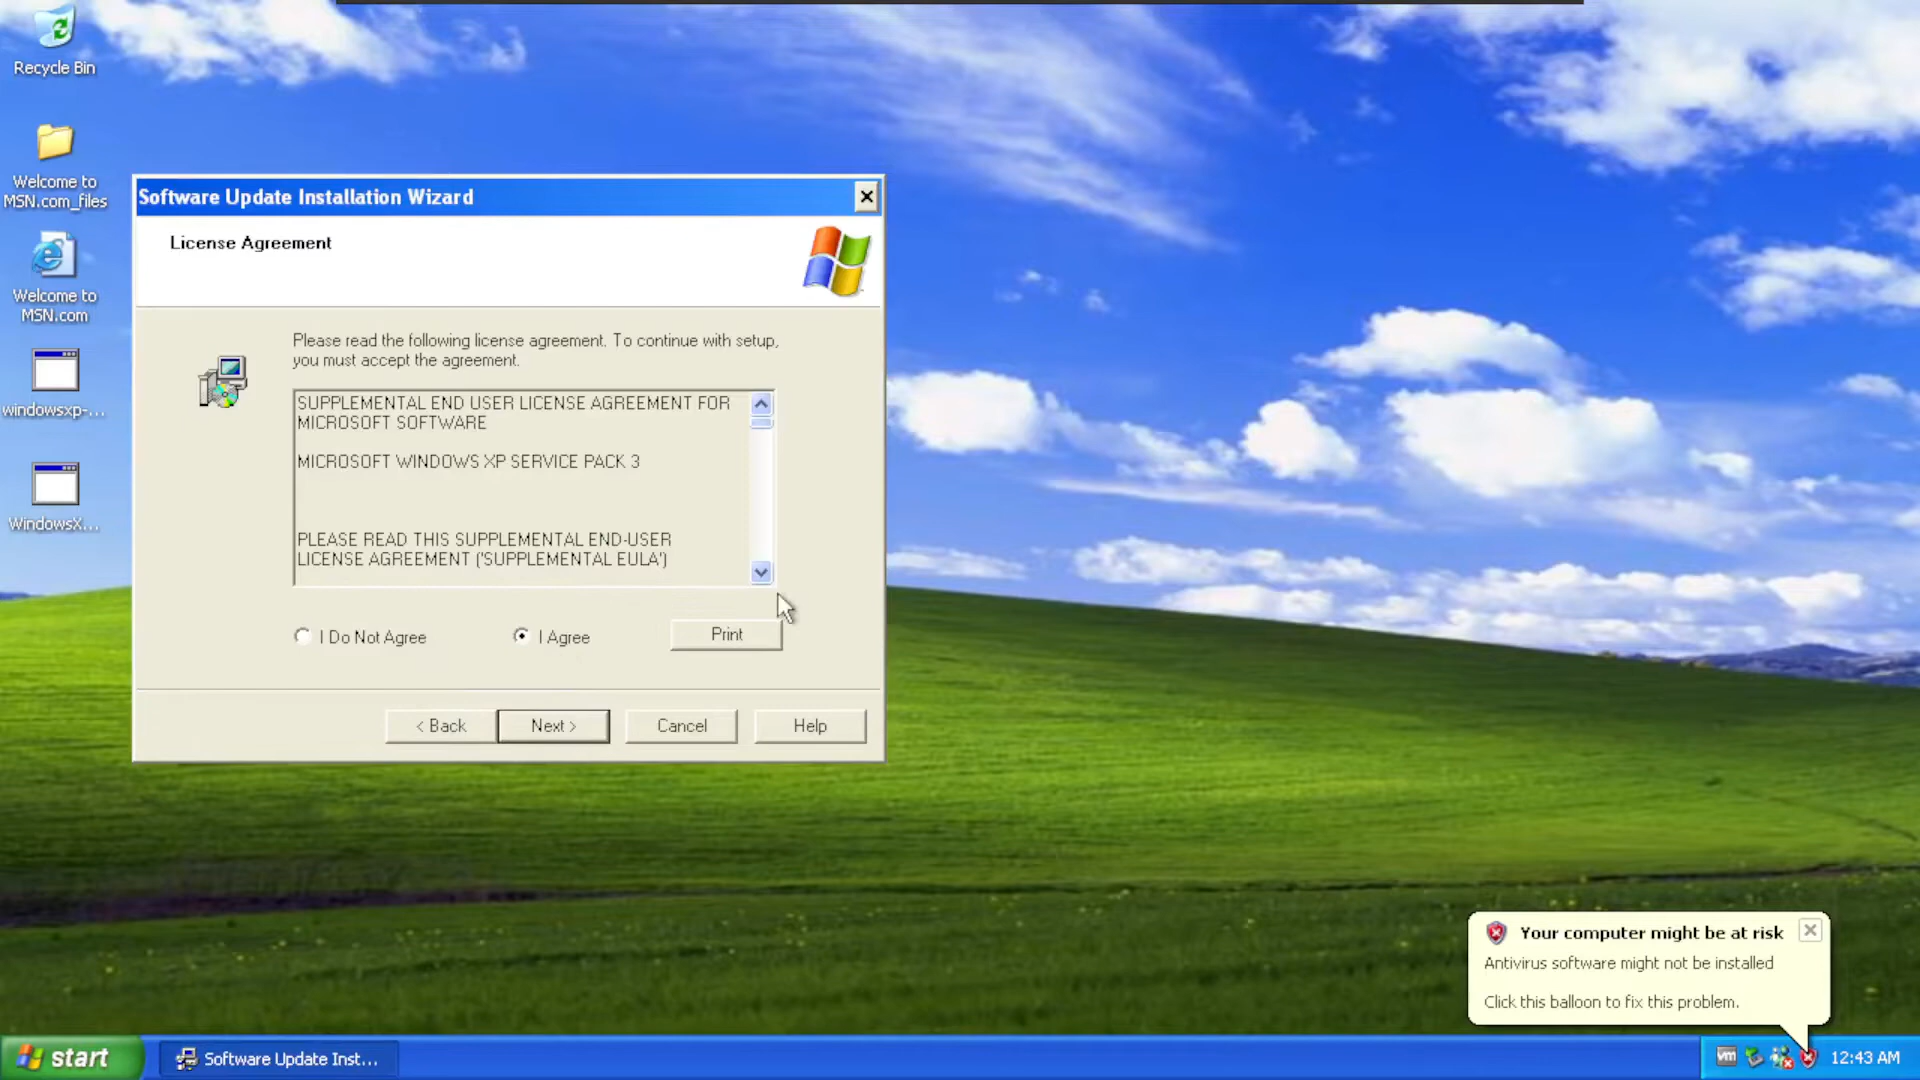 Recycle Bin
Welcome to
MSN.com_files
Welcome to
MSN.com
windowsxp-...
WindowsX...
Software Update Installation Wizard
License Agreement
Please read the following license agreement. To continue with setup,
you must accept the agreement.
SUPPLEMENTAL END USER LICENSE AGREEMENT FOR
MICROSOFT SOFTWARE
MICROSOFT WINDOWS XP SERVICE PACK 3
PLEASE READ THIS SUPPLEMENTAL END-USER
LICENSE AGREEMENT ('SUPPLEMENTAL EULA')
I Do Not Agree
I Agree
Print
< Back
Next >
Cancel
Help
Your computer might be at risk
Antivirus software might not be installed
Click this balloon to fix this problem.
start
Software Update Inst...
vm
12:43 AM